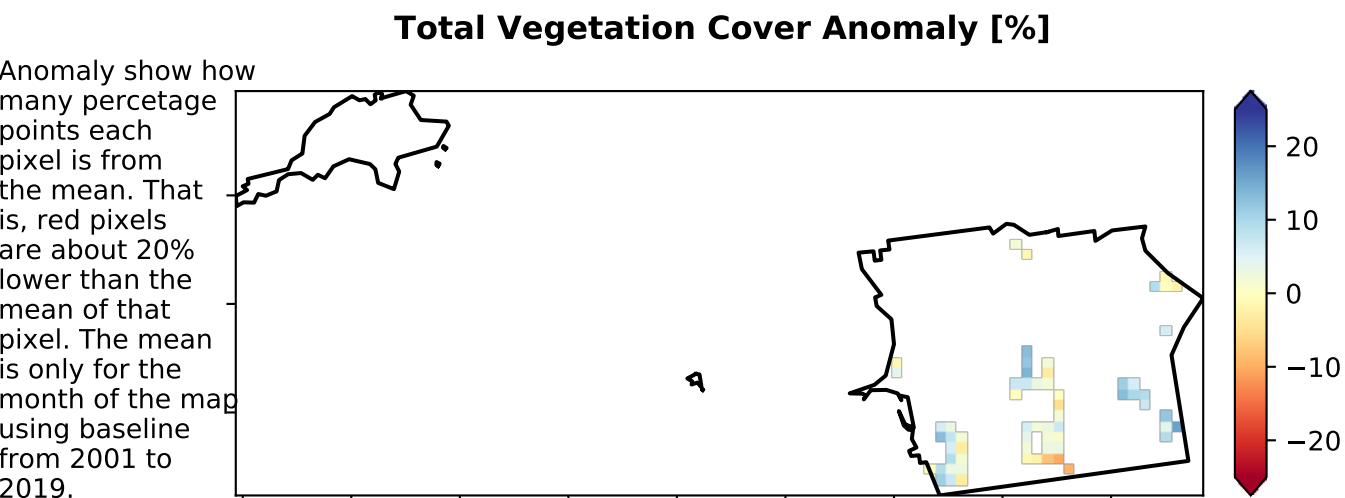 Total Vegetation Cover Anomaly [%]
Anomaly show how
many percetage
points each
pixel is from
the mean. That
is, red pixels
are about 20%
lower than the
mean of that
pixel. The mean
is only for the
month of the map
using baseline
from 2001 to
2019.
20
10
0
−10
−20